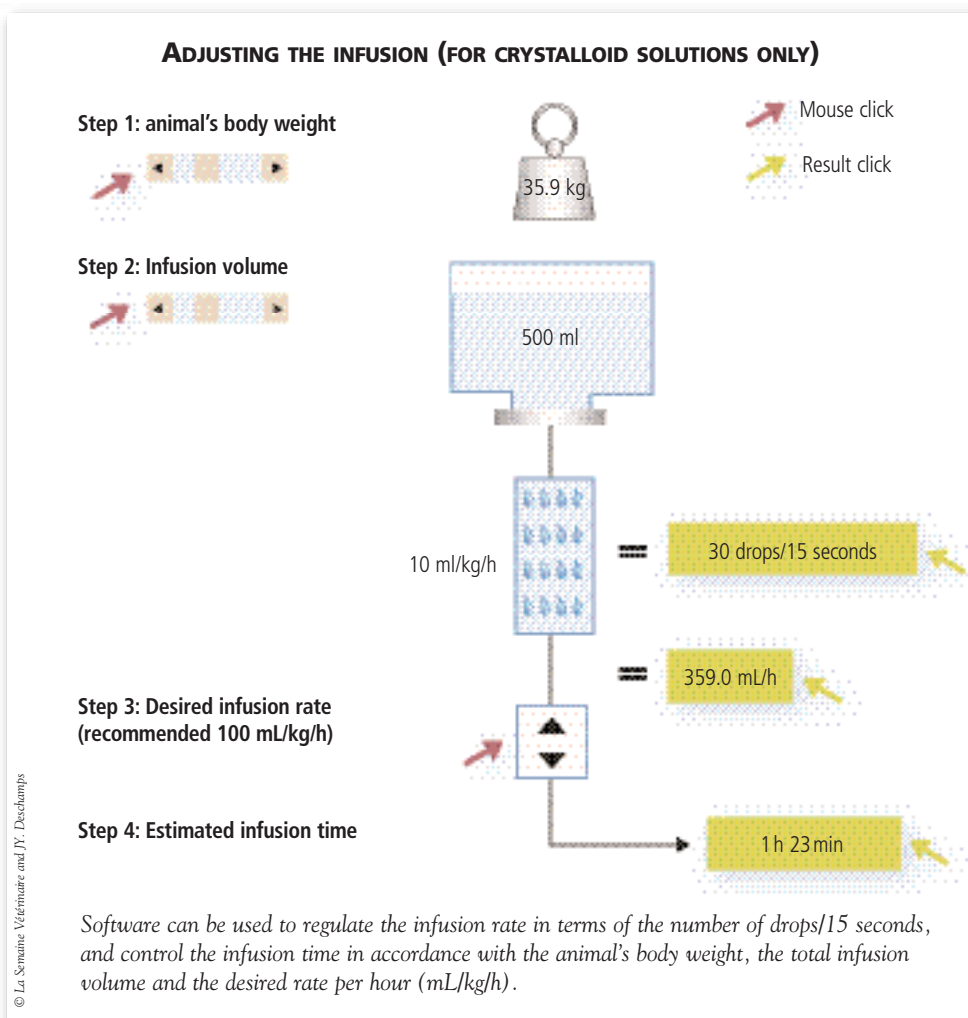 ADJUSTING THE INFUSION (FOR CRYSTALLOID SOLUTIONS ONLY)
Step 1: animal's body weight
35.9 kg
Mouse click
Result click
Step 2: Infusion volume
500 ml
10 ml/kg/h
=
30 drops/15 seconds
=
359.0 mL/h
Step 3: Desired infusion rate
(recommended 100 mL/kg/h)
Step 4: Estimated infusion time
1 h 23 min
Software can be used to regulate the infusion rate in terms of the number of drops/15 seconds,
and control the infusion time in accordance with the animal's body weight, the total infusion
volume and the desired rate per hour (mL/kg/h).
© La Semaine Vétérinaire and JY. Deschamps